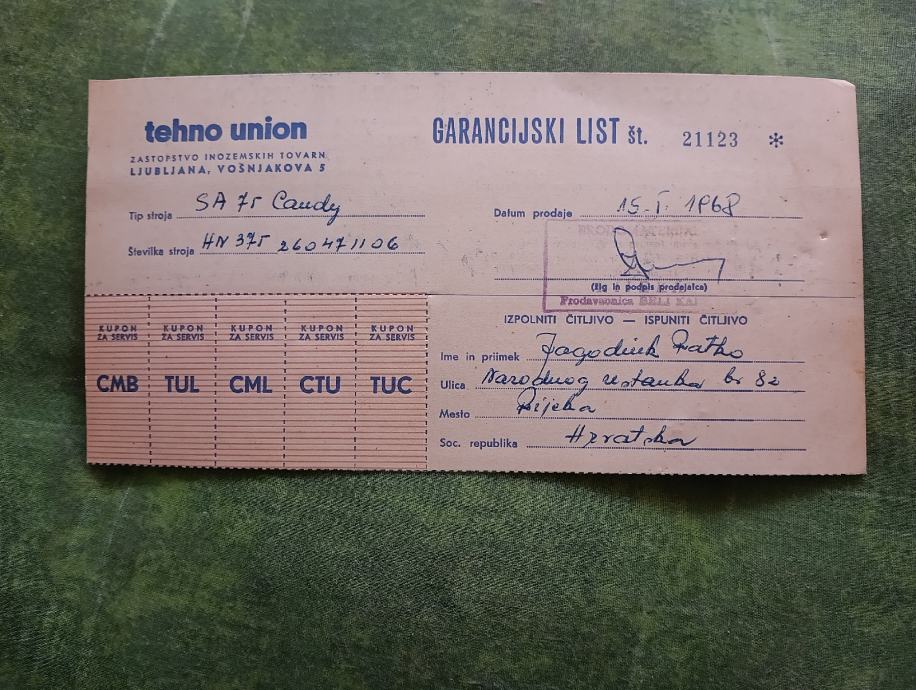 tehno union
ZASTOPSTVO INOZEMSKIH TOVARN
LJUBLJANA, VOŠNJAKOVA 5
GARANCIJSKI LIST št. 21123 *
Tip stroja SA 75 Candy
Številka stroja HN 375 260471106
Datum prodaje 15-I- 1968
(žig in podpis prodajalca)
Prodavaonica BELI
IZPOLNITI ČITLJIVO — ISPUNITI ČITLJIVO
KUPON ZA SERVIS CMB
KUPON ZA SERVIS TUL
KUPON ZA SERVIS CML
KUPON ZA SERVIS CTU
KUPON ZA SERVIS TUC
Ime in priimek Ratko
Ulica Narodnog ustanka br 82
Mesto Rijeka
Soc. republika Hrvatska